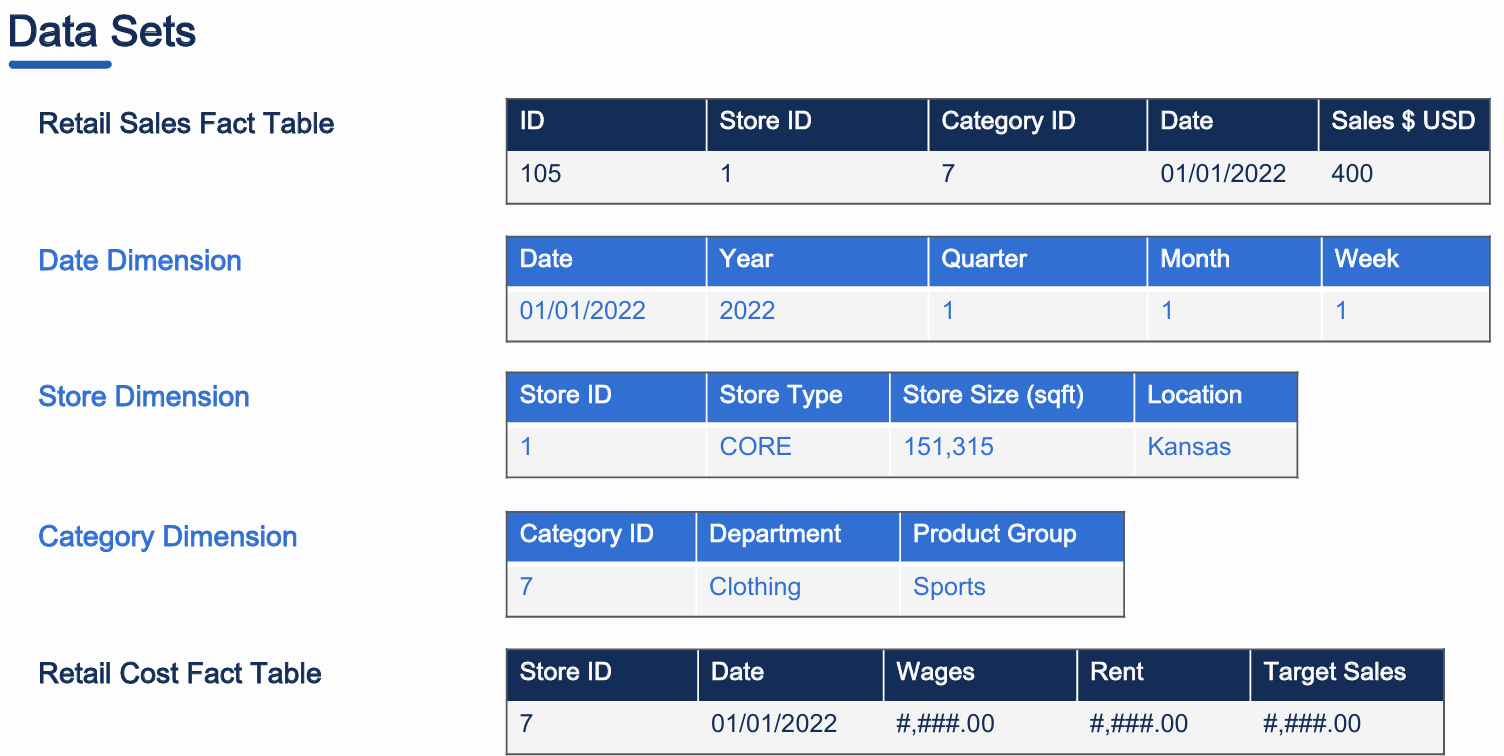 Data Sets
Retail Sales Fact Table
ID Store ID Category ID Date Sales $ USD
105 1 7 01/01/2022 400
Date Dimension
Date Year Quarter Month Week
01/01/2022 2022 1 1 1
Store Dimension
Store ID Store Type Store Size (sqft) Location
1 CORE 151,315 Kansas
Category Dimension
Category ID Department Product Group
7 Clothing Sports
Retail Cost Fact Table
Store ID Date Wages Rent Target Sales
7 01/01/2022 #,###.00 #,###.00 #,###.00